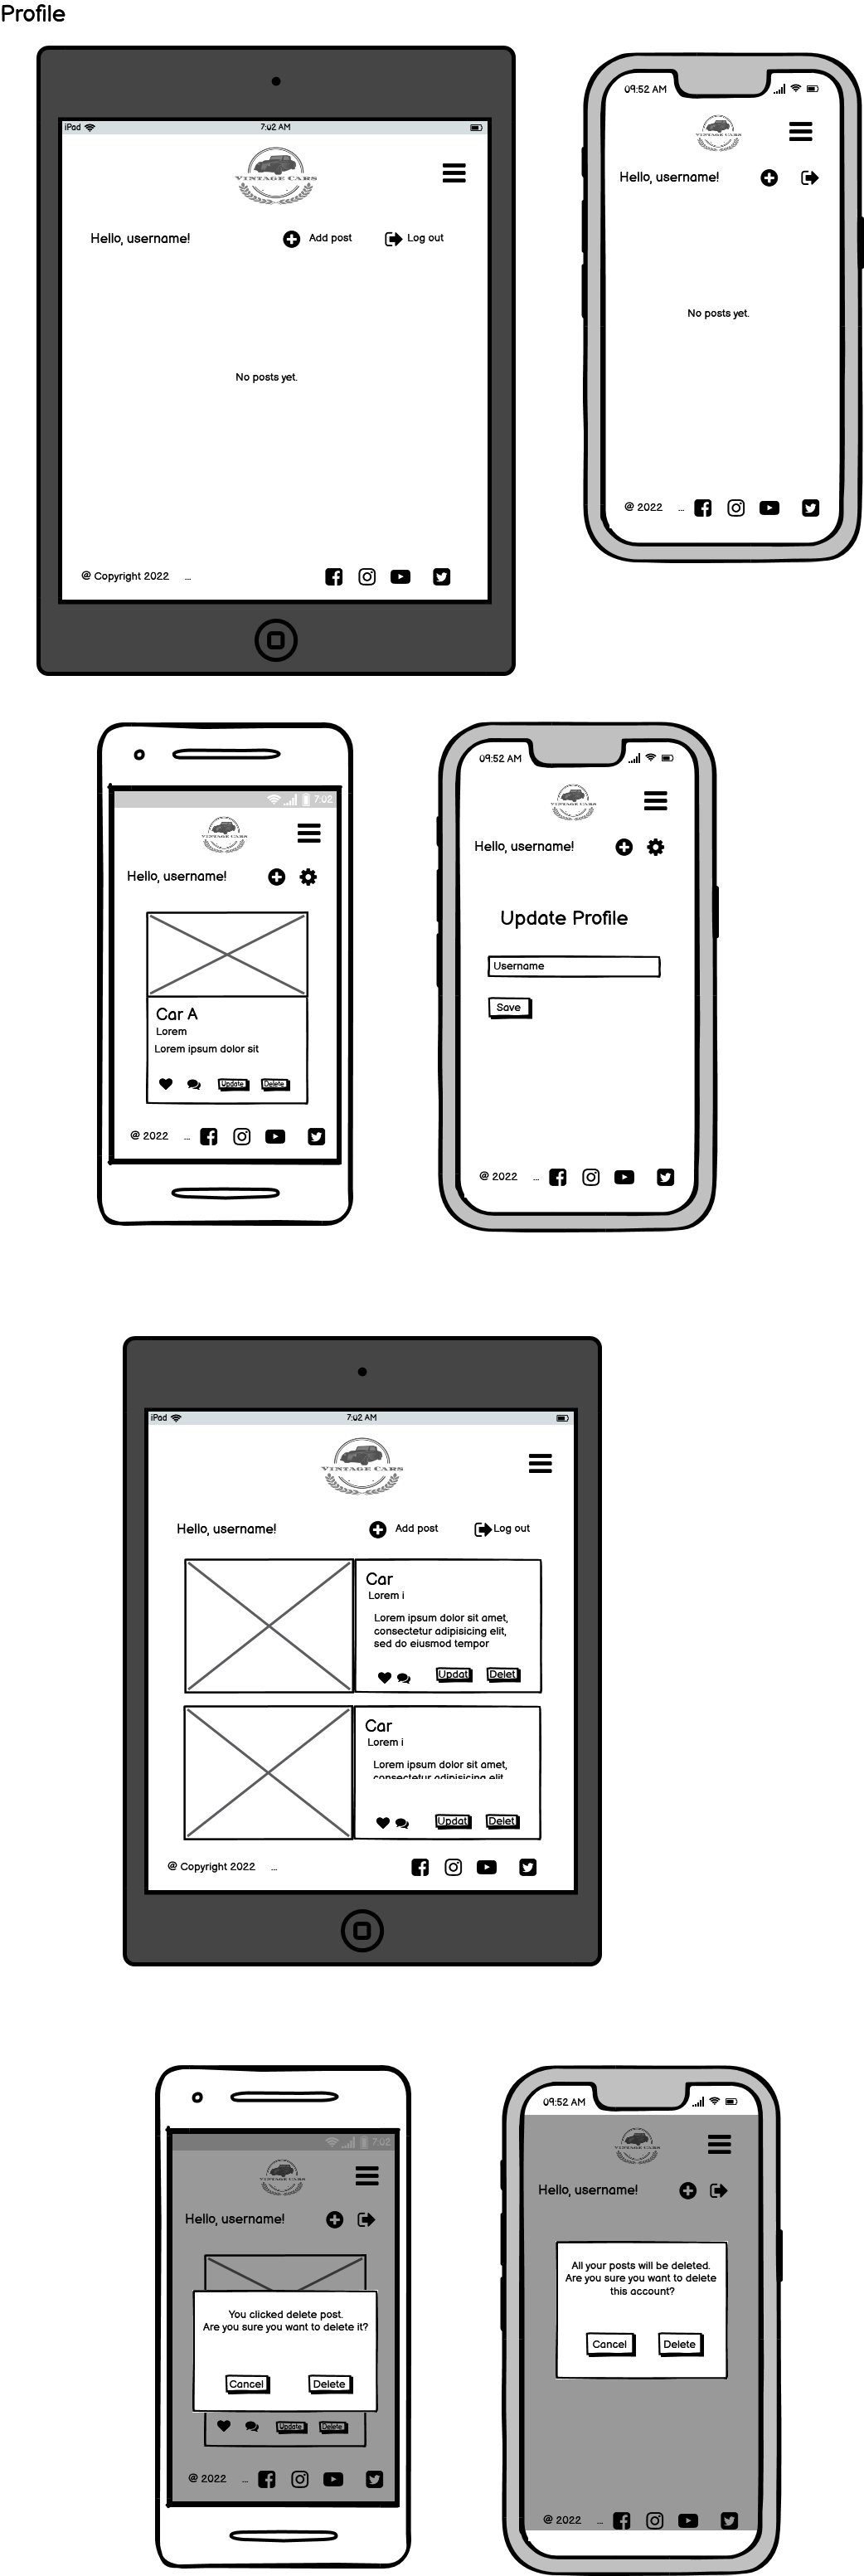 Profile
iPad
7:02 AM
VINTAGE CARS
Hello, username!
Add post
Log out
No posts yet.
@ Copyright 2022 ...
09:52 AM
VINTAGE CARS
Hello, username!
No posts yet.
@ 2022 ...
7:02
VINTAGE CARS
Hello, username!
Car A
Lorem
Lorem ipsum dolor sit
Update Delete
@ 2022 ...
09:52 AM
VINTAGE CARS
Hello, username!
Update Profile
Username
Save
@ 2022 ...
iPad
7:02 AM
VINTAGE CARS
Hello, username!
Add post
Log out
Car
Lorem i
Lorem ipsum dolor sit amet,
consectetur adipisicing elit,
sed do eiusmod tempor
Updat Delet
Car
Lorem i
Lorem ipsum dolor sit amet,
consectetur adipisicing elit
Updat Delet
@ Copyright 2022 ...
7:02
VINTAGE CARS
Hello, username!
You clicked delete post.
Are you sure you want to delete it?
Cancel Delete
Update Delete
@ 2022 ...
09:52 AM
VINTAGE CARS
Hello, username!
All your posts will be deleted.
Are you sure you want to delete
this account?
Cancel Delete
@ 2022 ...